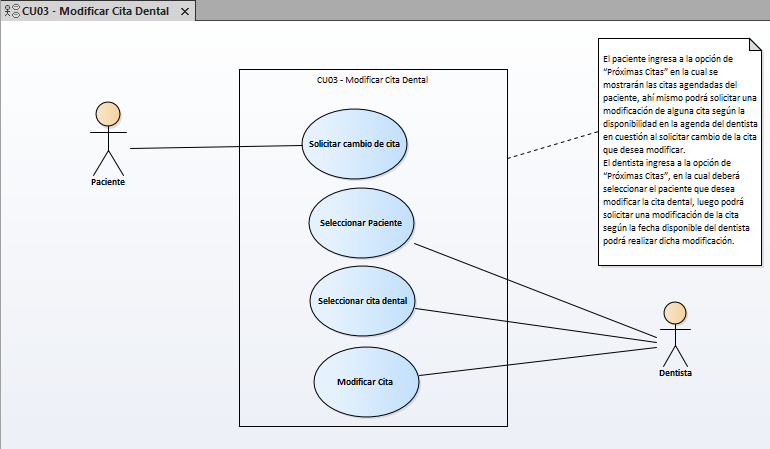 CU03 - Modificar Cita Dental
CU03 - Modificar Cita Dental
Solicitar cambio de cita
Paciente
Seleccionar Paciente
Seleccionar cita dental
Modificar Cita
Dentista
El paciente ingresa a la opción de
“Próximas Citas” en la cual se
mostrarán las citas agendadas del
paciente, ahí mismo podrá solicitar una
modificación de alguna cita según la
disponibilidad en la agenda del dentista
en cuestión al solicitar cambio de la cita
que desea modificar.
El dentista ingresa a la opción de
“Próximas Citas”, en la cual deberá
seleccionar el paciente que desea
modificar la cita dental, luego podrá
solicitar una modificación de la cita
según la fecha disponible del dentista
podrá realizar dicha modificación.